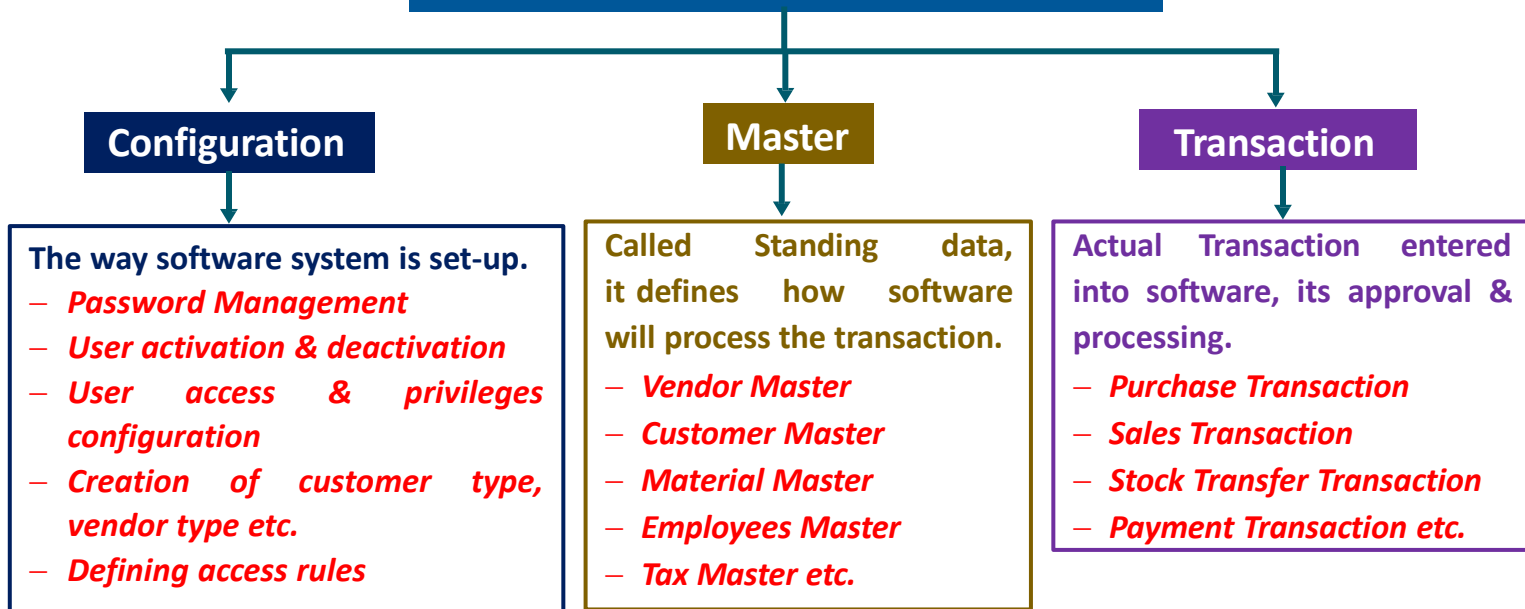 Configuration
The way software system is set-up.
– Password Management
– User activation & deactivation
– User access & privileges
configuration
– Creation of customer type,
vendor type etc.
– Defining access rules
Master
Called Standing data,
it defines how software
will process the transaction.
– Vendor Master
– Customer Master
– Material Master
– Employees Master
– Tax Master etc.
Transaction
Actual Transaction entered
into software, its approval &
processing.
– Purchase Transaction
– Sales Transaction
– Stock Transfer Transaction
– Payment Transaction etc.